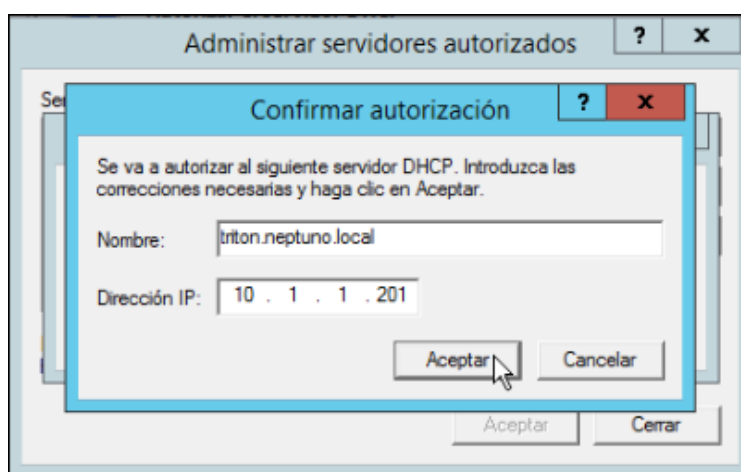 Administrar servidores autorizados
? x
Confirmar autorización
? x
Se va a autorizar al siguiente servidor DHCP. Introduzca las
correcciones necesarias y haga clic en Aceptar.
Nombre: triton.neptuno.local
Dirección IP: 10 . 1 . 1 . 201
Aceptar Cancelar
Aceptar Cerrar